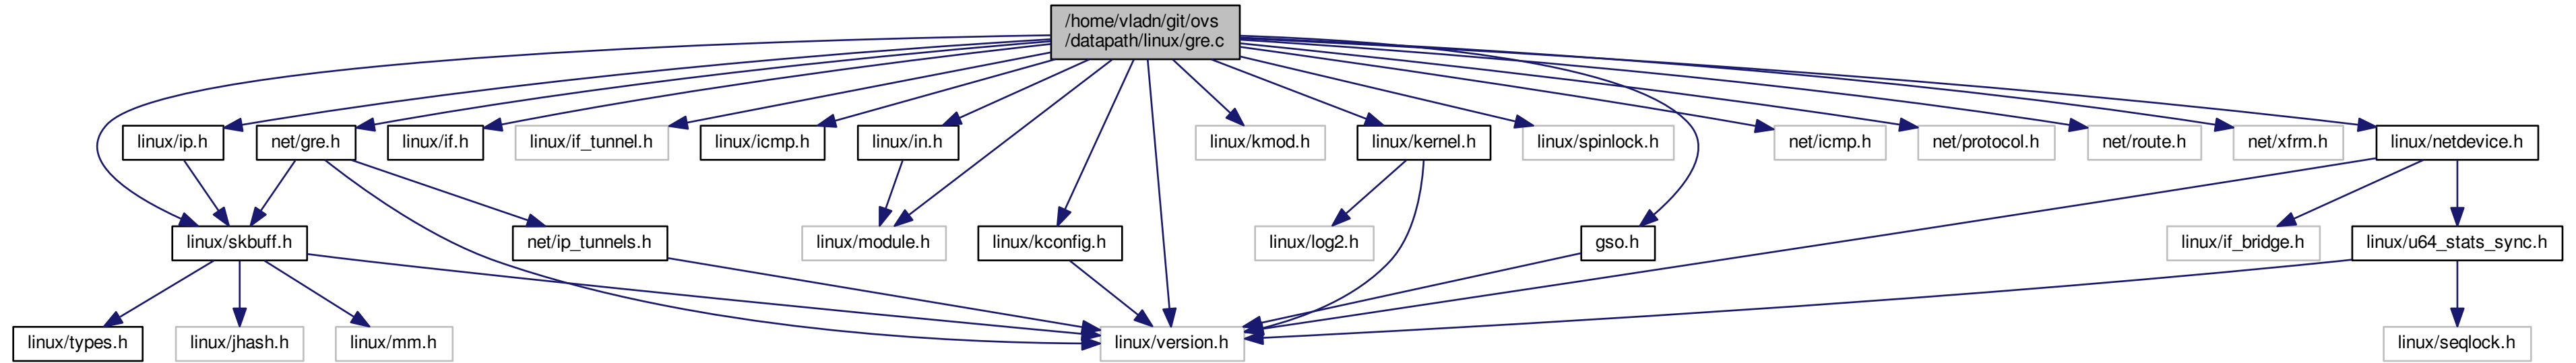 /home/vladn/git/ovs
/datapath/linux/gre.c
linux/ip.h
net/gre.h
linux/if.h
linux/if_tunnel.h
linux/icmp.h
linux/in.h
linux/kmod.h
linux/kernel.h
linux/spinlock.h
net/icmp.h
net/protocol.h
net/route.h
net/xfrm.h
linux/netdevice.h
linux/skbuff.h
net/ip_tunnels.h
linux/module.h
linux/kconfig.h
linux/log2.h
gso.h
linux/if_bridge.h
linux/u64_stats_sync.h
linux/types.h
linux/jhash.h
linux/mm.h
linux/version.h
linux/seqlock.h